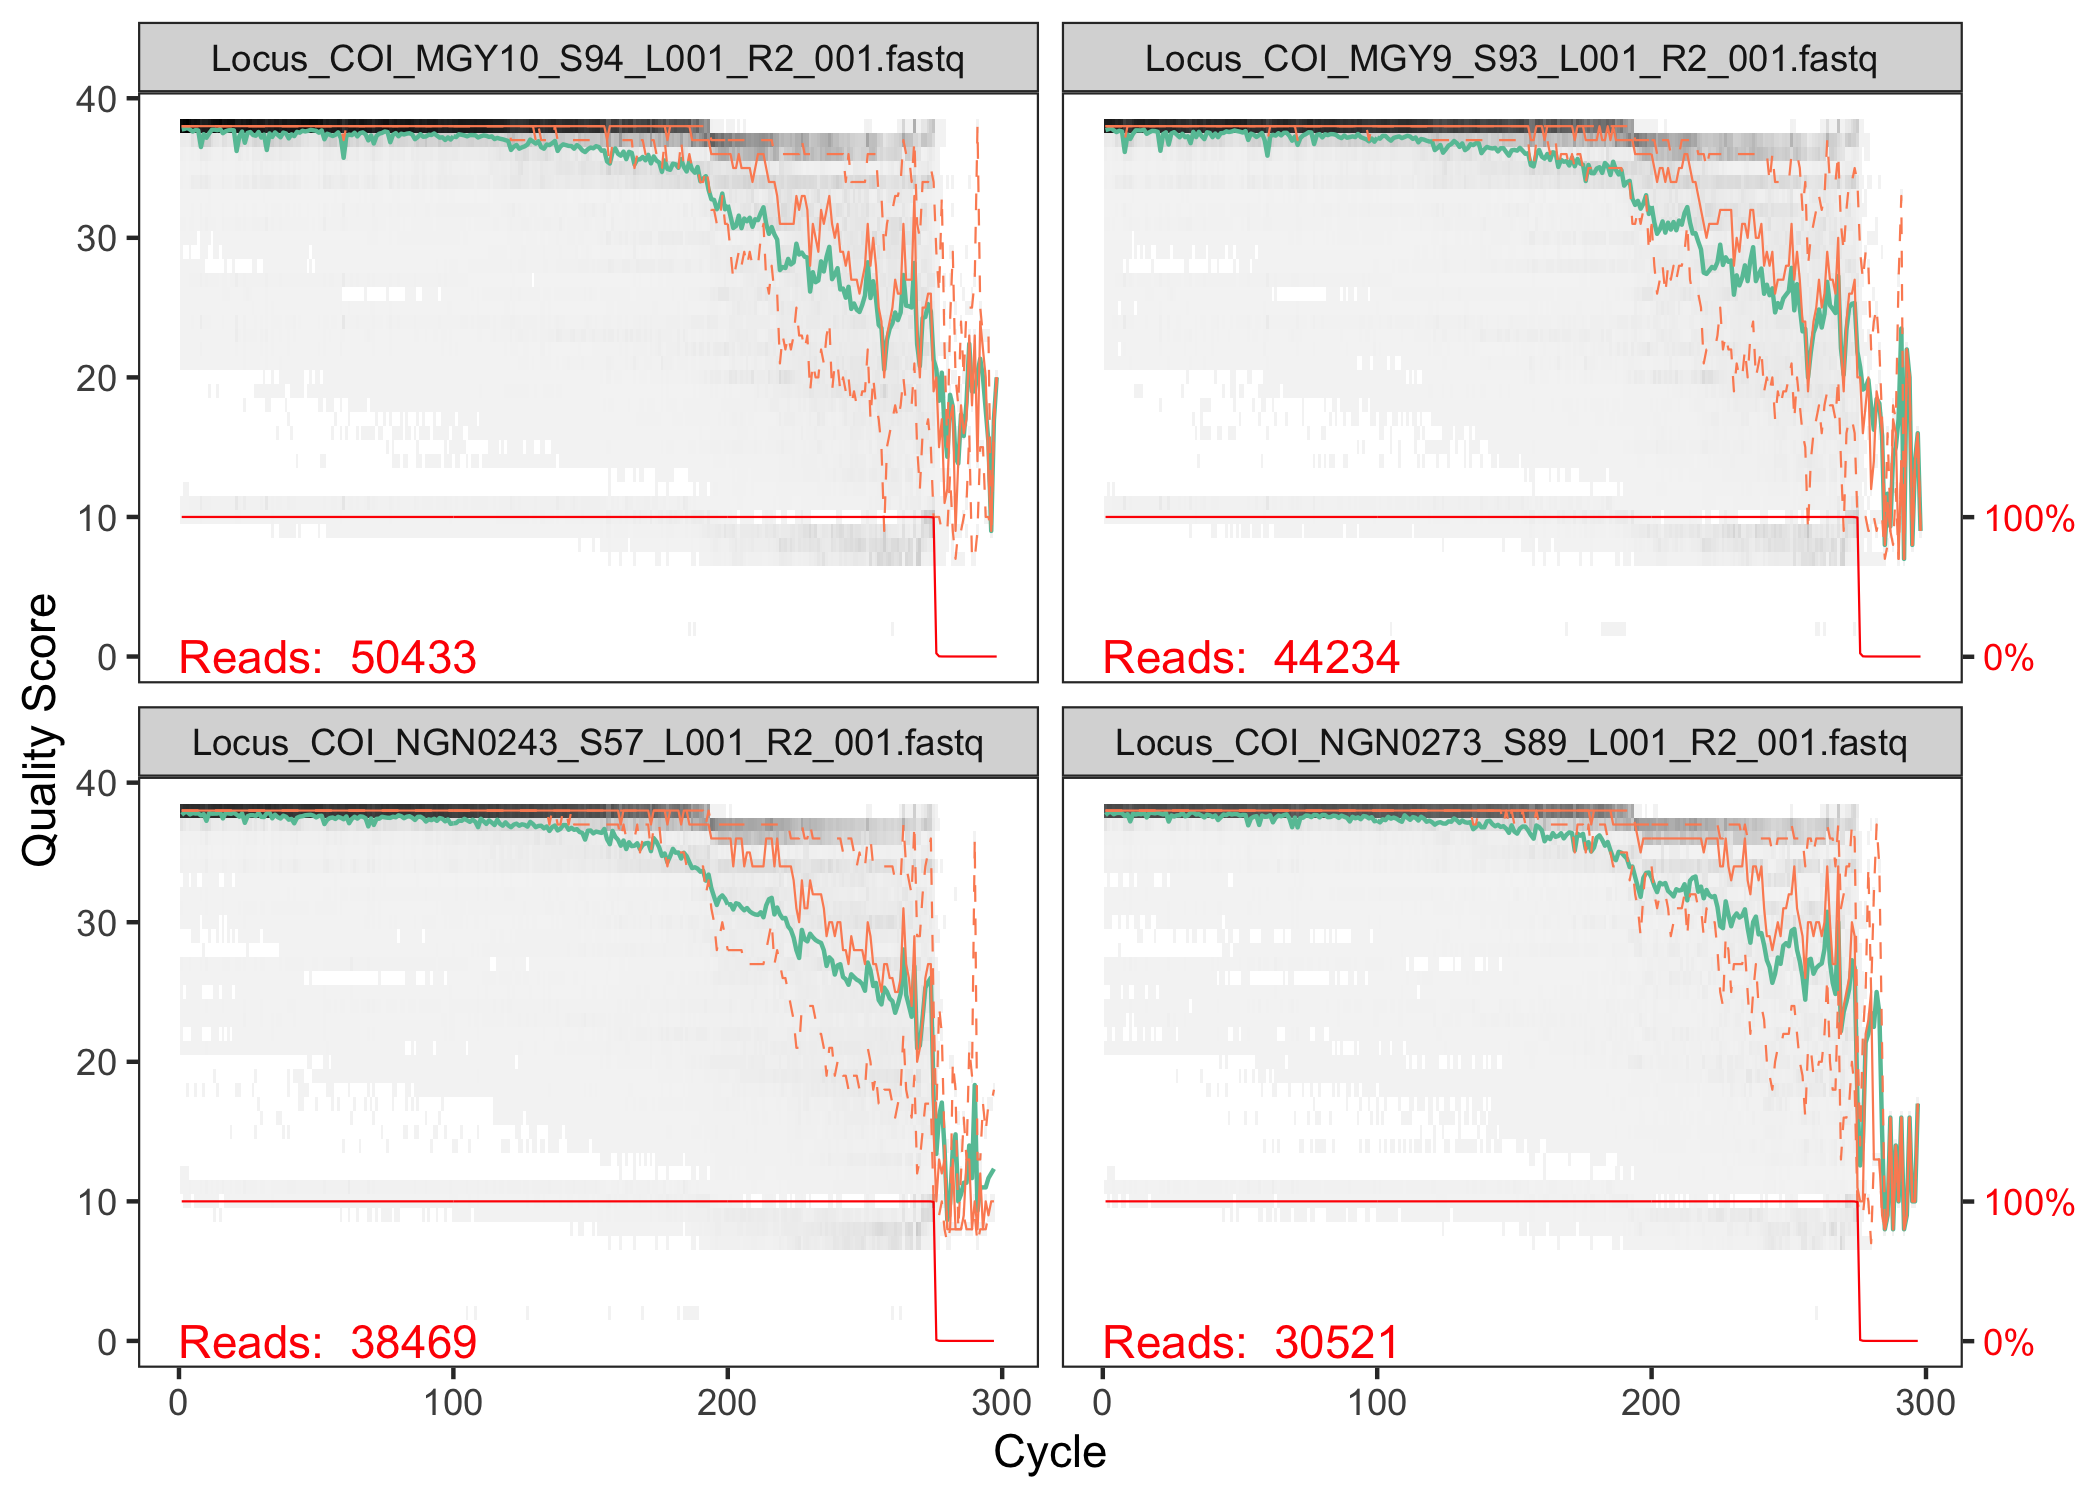 Locus_COI_MGY10_S94_L001_R2_001.fastq
Locus_COI_MGY9_S93_L001_R2_001.fastq
40
30
20
10
0
Reads: 50433
Reads: 44234
100%
0%
Quality Score
Locus_COI_NGN0243_S57_L001_R2_001.fastq
Locus_COI_NGN0273_S89_L001_R2_001.fastq
40
30
20
10
0
Reads: 38469
Reads: 30521
100%
0%
0 100 200 300
0 100 200 300
Cycle